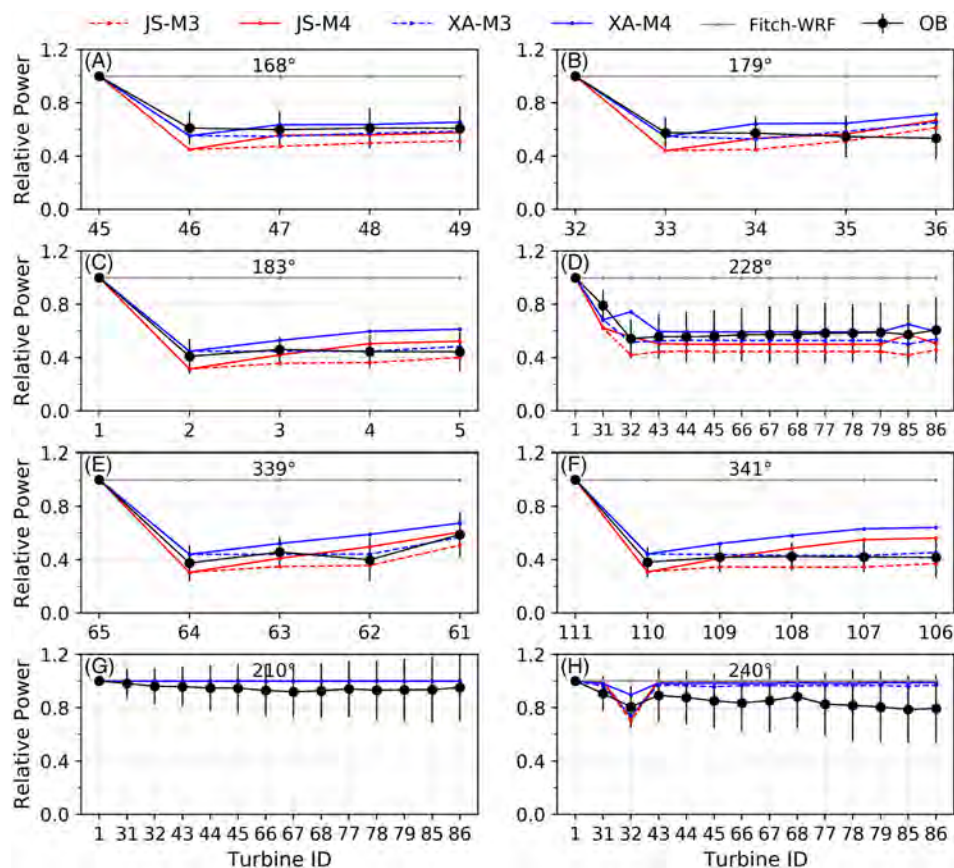 JS-M3 JS-M4 XA-M3 XA-M4 Fitch-WRF OB
(A) 168°
(B) 179°
Relative Power
1.2
0.8
0.4
0.0
45 46 47 48 49
1.2
0.8
0.4
0.0
32 33 34 35 36
(C) 183°
(D) 228°
Relative Power
1.2
0.8
0.4
0.0
1 2 3 4 5
1.2
0.8
0.4
0.0
1 31 32 43 44 45 66 67 68 77 78 79 85 86
(E) 339°
(F) 341°
Relative Power
1.2
0.8
0.4
0.0
65 64 63 62 61
1.2
0.8
0.4
0.0
111 110 109 108 107 106
(G) 210°
(H) 240°
Relative Power
1.2
0.8
0.4
0.0
1 31 32 43 44 45 66 67 68 77 78 79 85 86
Turbine ID
1.2
0.8
0.4
0.0
1 31 32 43 44 45 66 67 68 77 78 79 85 86
Turbine ID